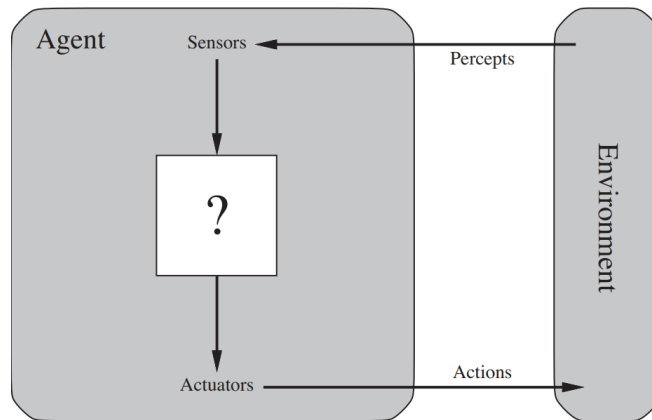 Agent
Sensors
Percepts
?
Environment
Actuators
Actions